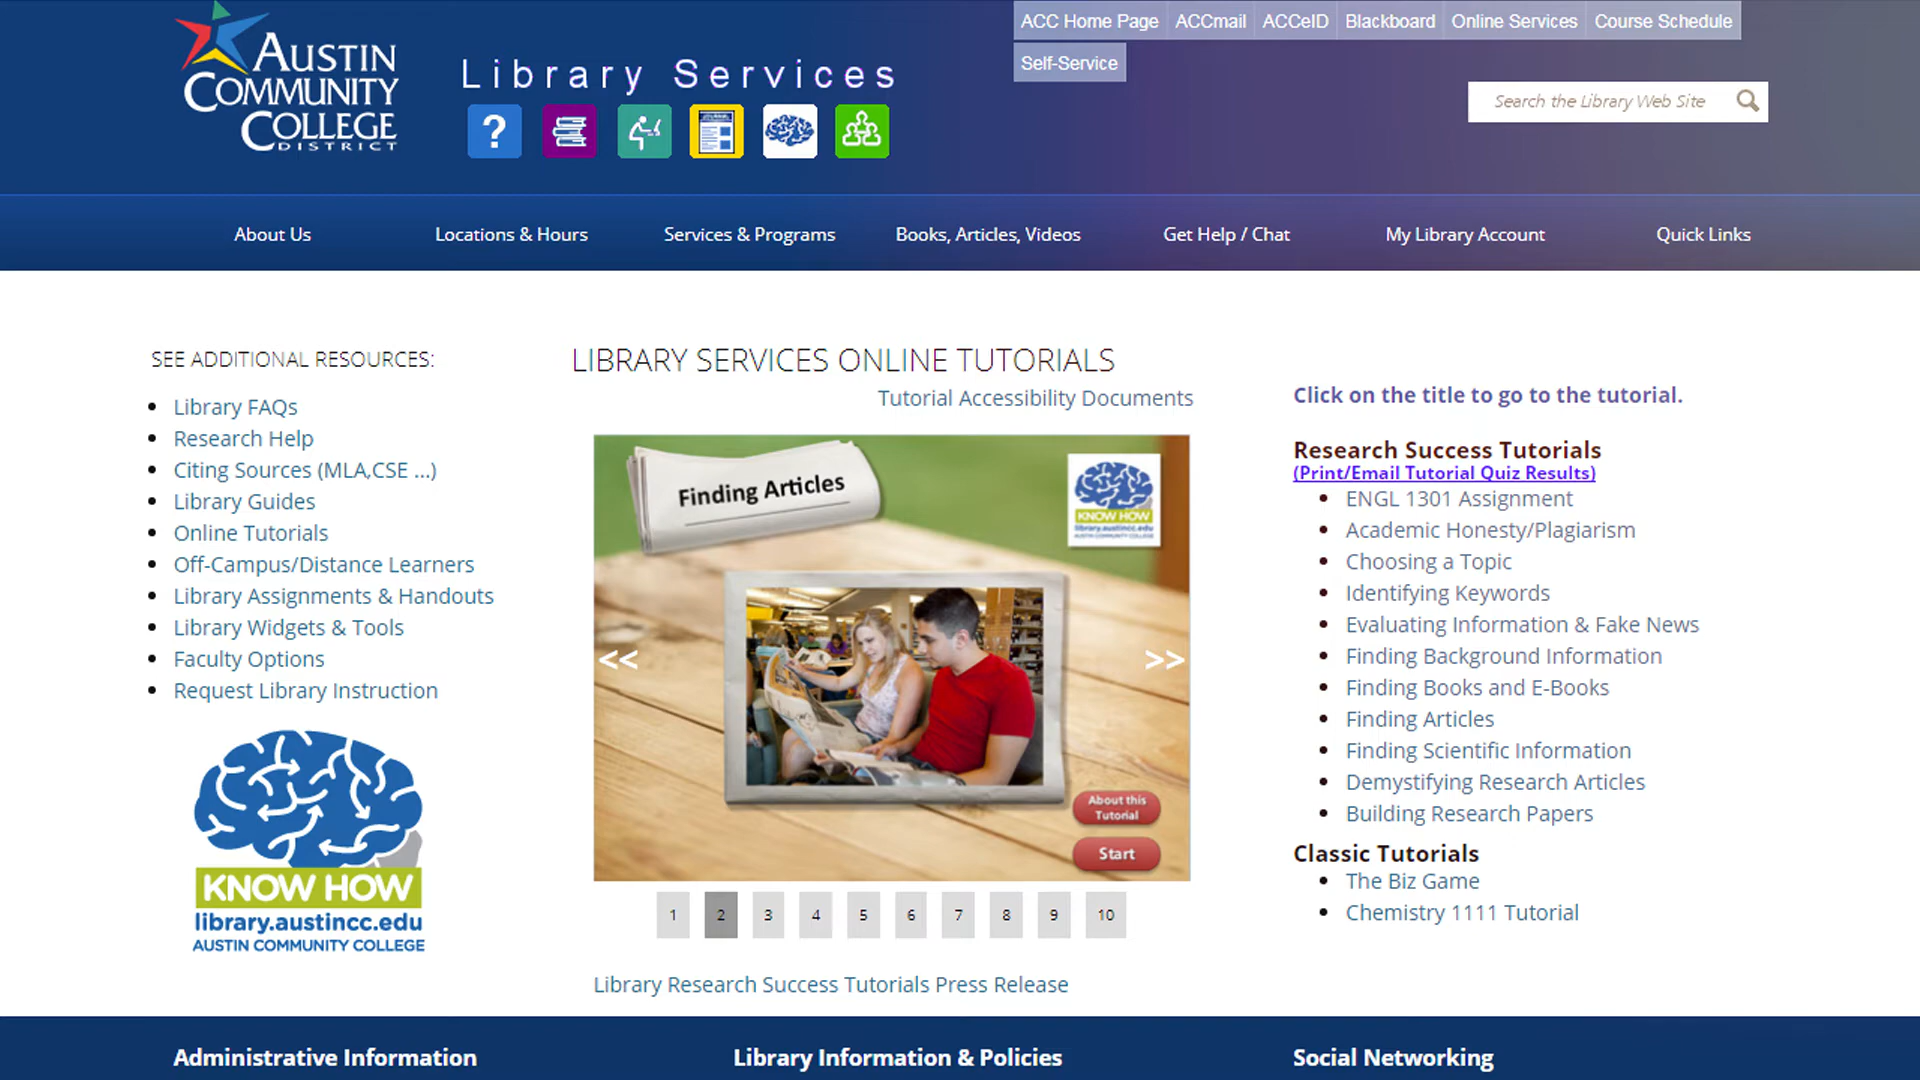 AUSTIN
COMMUNITY
COLLEGE
DISTRICT
Library Services
?
ACC Home Page
ACCmail
ACCeID
Blackboard
Online Services
Course Schedule
Self-Service
Search the Library Web Site
About Us
Locations & Hours
Services & Programs
Books, Articles, Videos
Get Help / Chat
My Library Account
Quick Links
SEE ADDITIONAL RESOURCES:
Library FAQs
Research Help
Citing Sources (MLA,CSE ...)
Library Guides
Online Tutorials
Off-Campus/Distance Learners
Library Assignments & Handouts
Library Widgets & Tools
Faculty Options
Request Library Instruction
KNOW HOW
library.austincc.edu
AUSTIN COMMUNITY COLLEGE
LIBRARY SERVICES ONLINE TUTORIALS
Tutorial Accessibility Documents
Finding Articles
KNOW HOW
library.austincc.edu
AUSTIN COMMUNITY COLLEGE
<<
>>
About this
Tutorial
Start
1 2 3 4 5 6 7 8 9 10
Library Research Success Tutorials Press Release
Click on the title to go to the tutorial.
Research Success Tutorials
(Print/Email Tutorial Quiz Results)
ENGL 1301 Assignment
Academic Honesty/Plagiarism
Choosing a Topic
Identifying Keywords
Evaluating Information & Fake News
Finding Background Information
Finding Books and E-Books
Finding Articles
Finding Scientific Information
Demystifying Research Articles
Building Research Papers
Classic Tutorials
The Biz Game
Chemistry 1111 Tutorial
Administrative Information
Library Information & Policies
Social Networking